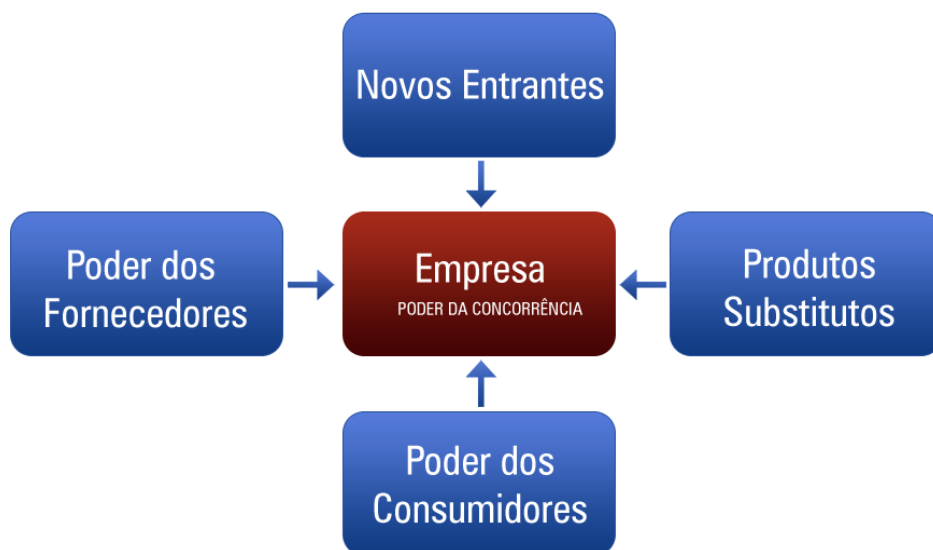 Novos Entrantes
Poder dos
Fornecedores
Empresa
PODER DA CONCORRÊNCIA
Produtos
Substitutos
Poder dos
Consumidores